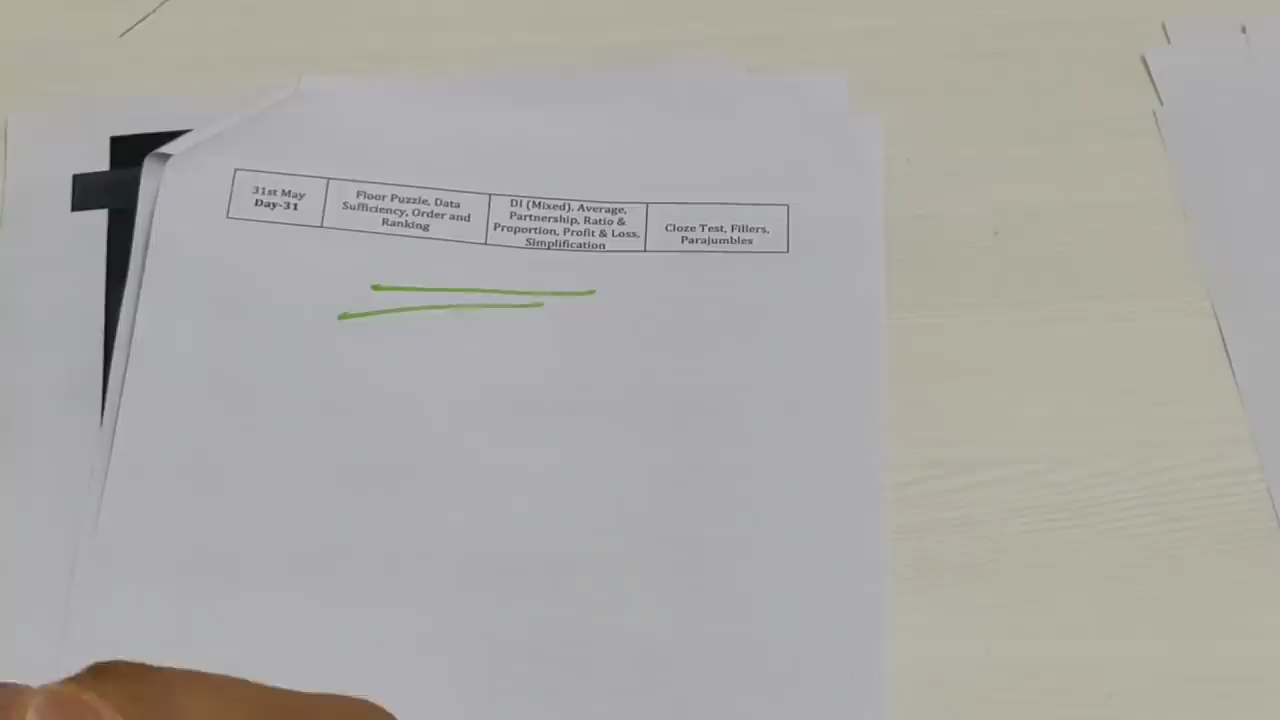 31st May
Day-31
Floor Puzzle, Data
Sufficiency, Order and
Ranking
DI (Mixed), Average,
Partnership, Ratio &
Proportion, Profit & Loss,
Simplification
Cloze Test, Fillers,
Parajumbles